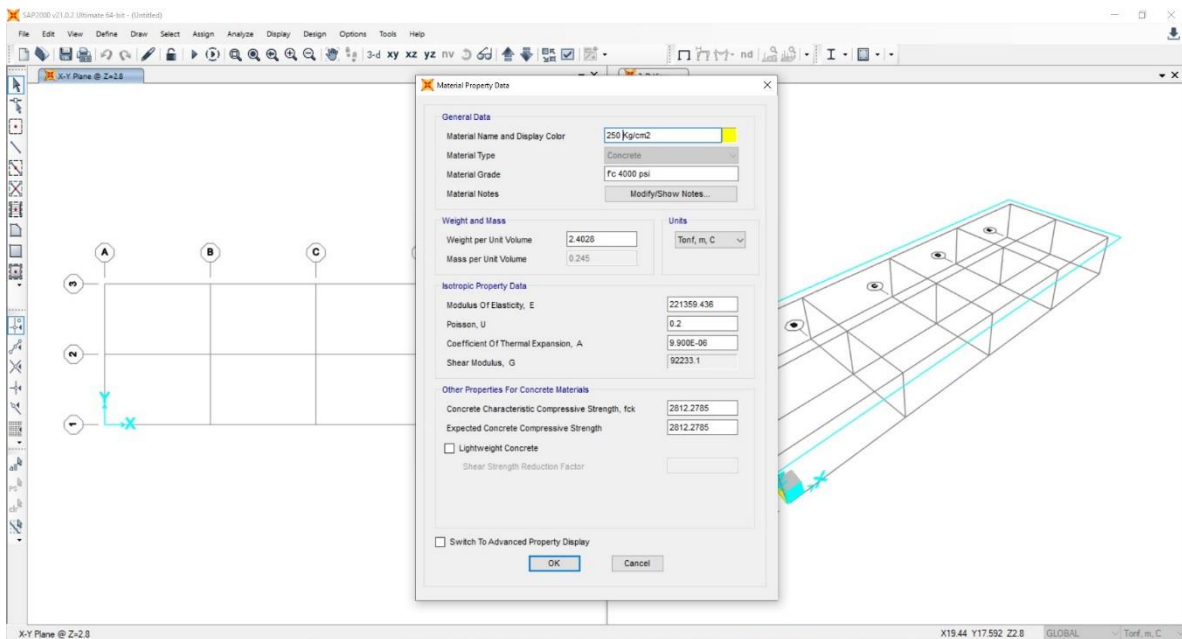 SAP2000 v21.0.2 Ultimate 64-bit - (Untitled)
File Edit View Define Draw Select Assign Analyze Display Design Options Tools Help
3-d xy xz yz nv
nd
X-Y Plane @ Z=2.8
Material Property Data
General Data
Material Name and Display Color 250 Kg/cm2
Material Type Concrete
Material Grade f'c 4000 psi
Material Notes Modify/Show Notes...
Weight and Mass Units
Weight per Unit Volume 2.4028 Tonf, m, C
Mass per Unit Volume 0.245
Isotropic Property Data
Modulus Of Elasticity, E 221359.436
Poisson, U 0.2
Coefficient Of Thermal Expansion, A 9.900E-06
Shear Modulus, G 92233.1
Other Properties For Concrete Materials
Concrete Characteristic Compressive Strength, fck 2812.2785
Expected Concrete Compressive Strength 2812.2785
Lightweight Concrete
Shear Strength Reduction Factor
Switch To Advanced Property Display
OK Cancel
A B C
3
2
1
Y
X
X
all
X-Y Plane @ Z=2.8 X19.44 Y17.592 Z2.8 GLOBAL Tonf, m, C